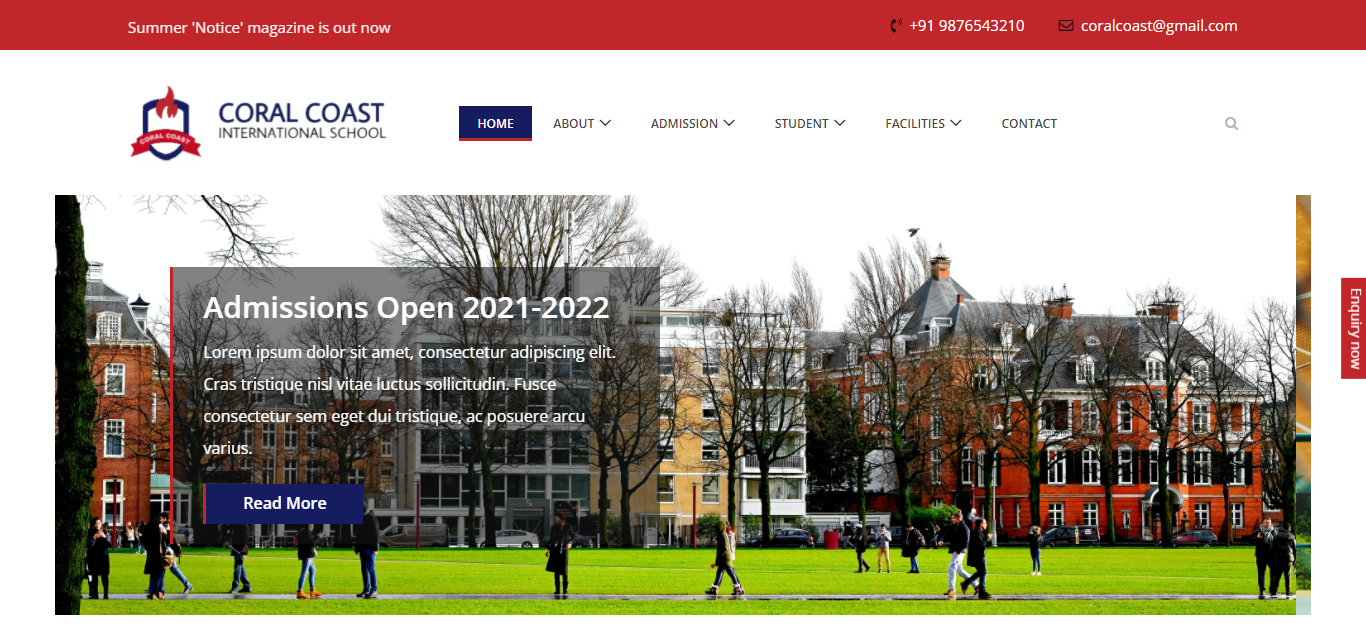 Summer 'Notice' magazine is out now
+91 9876543210
coralcoast@gmail.com
CORAL COAST
CORAL COAST
INTERNATIONAL SCHOOL
HOME
ABOUT
ADMISSION
STUDENT
FACILITIES
CONTACT
Admissions Open 2021-2022
Lorem ipsum dolor sit amet, consectetur adipiscing elit.
Cras tristique nisl vitae luctus sollicitudin. Fusce
consectetur sem eget dui tristique, ac posuere arcu
varius.
Read More
Enquiry now